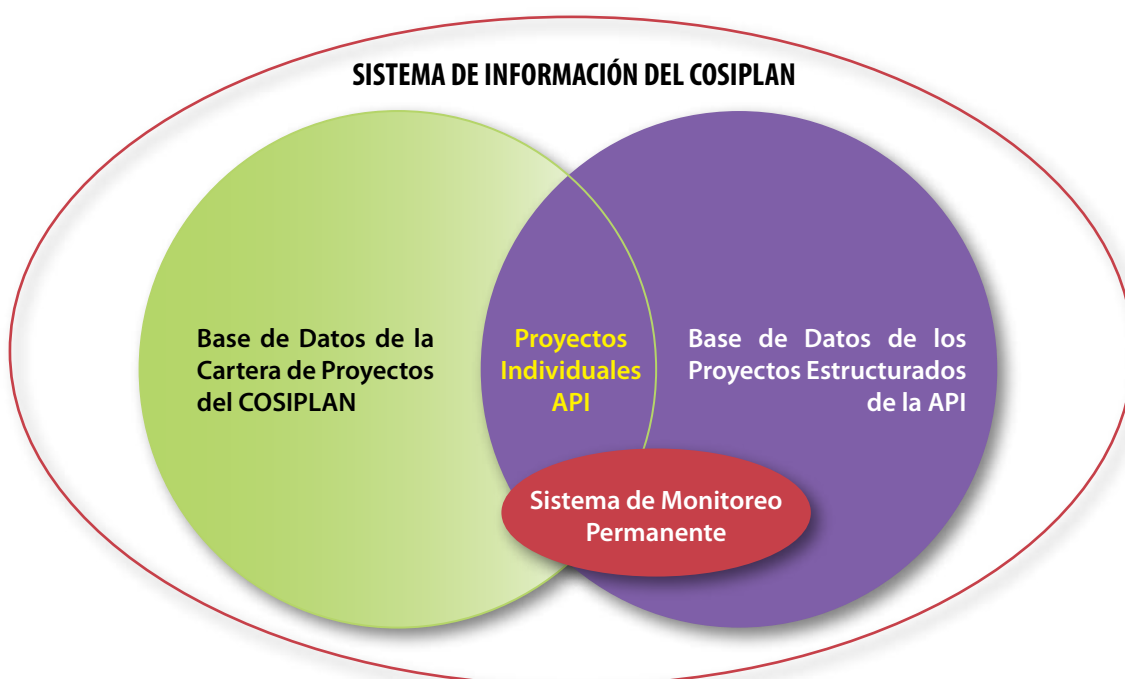 SISTEMA DE INFORMACIÓN DEL COSIPLAN
Base de Datos de la
Cartera de Proyectos
del COSIPLAN
Proyectos
Individuales
API
Base de Datos de los
Proyectos Estructurados
de la API
Sistema de Monitoreo
Permanente